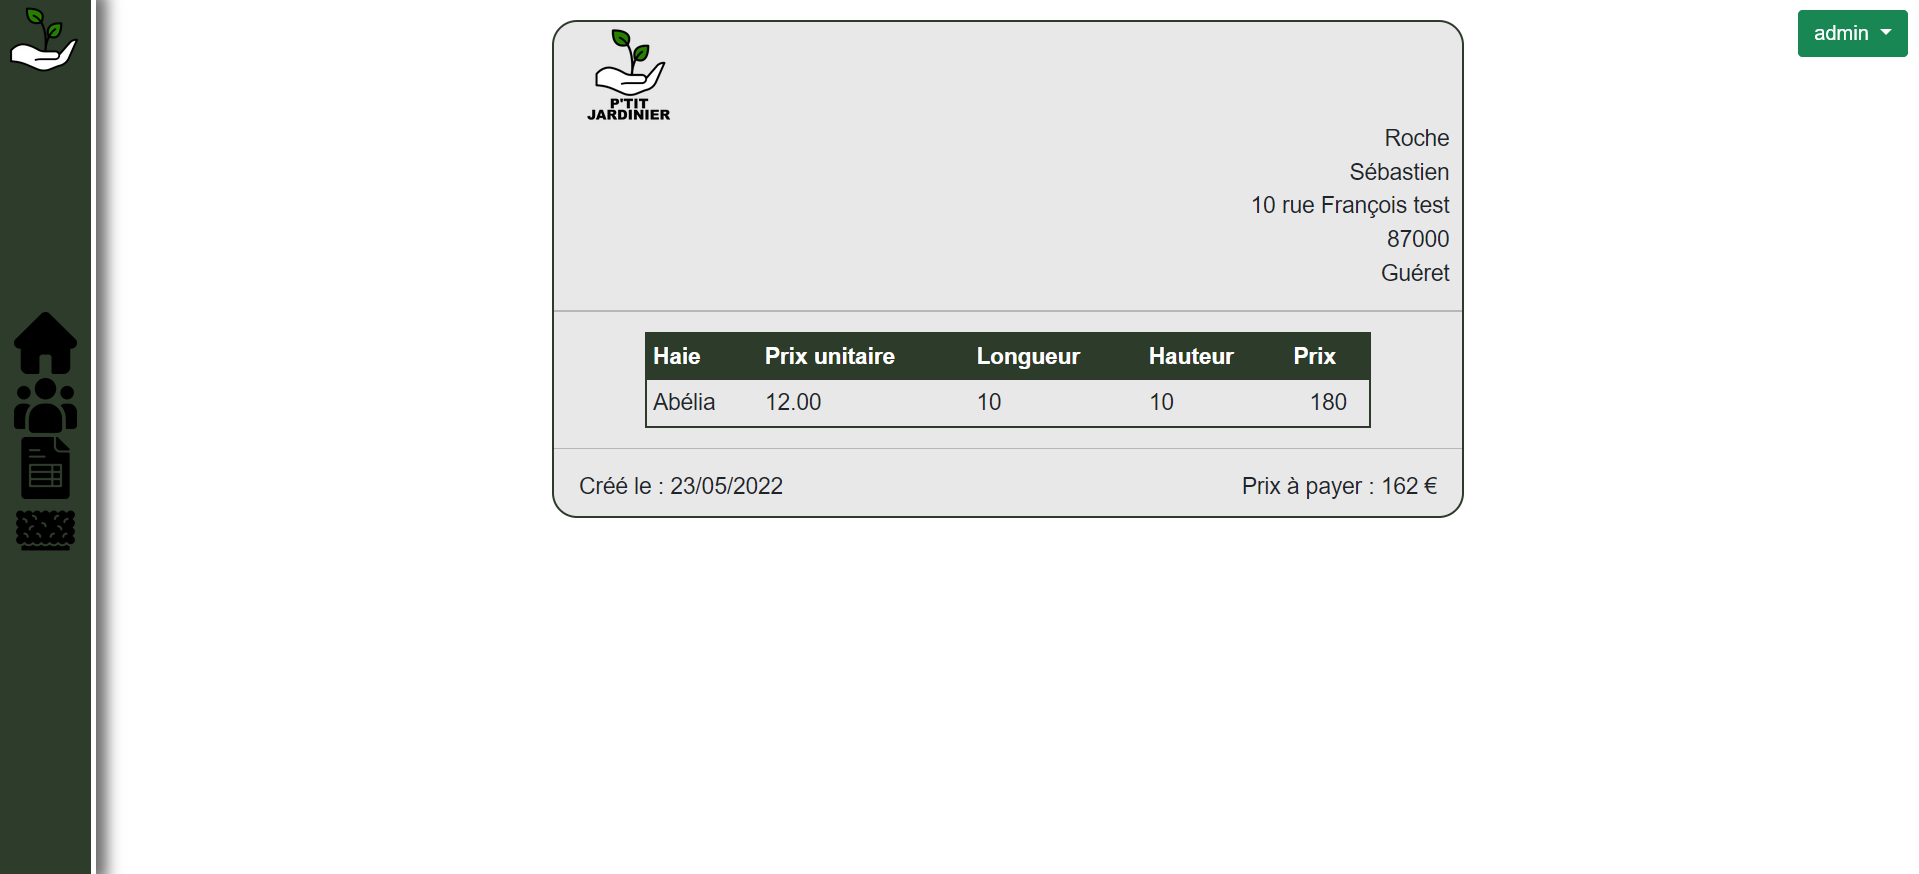 admin
P'TIT
JARDINIER
Roche
Sébastien
10 rue François test
87000
Guéret
Haie Prix unitaire Longueur Hauteur Prix
Abélia 12.00 10 10 180
Créé le : 23/05/2022 Prix à payer : 162 €